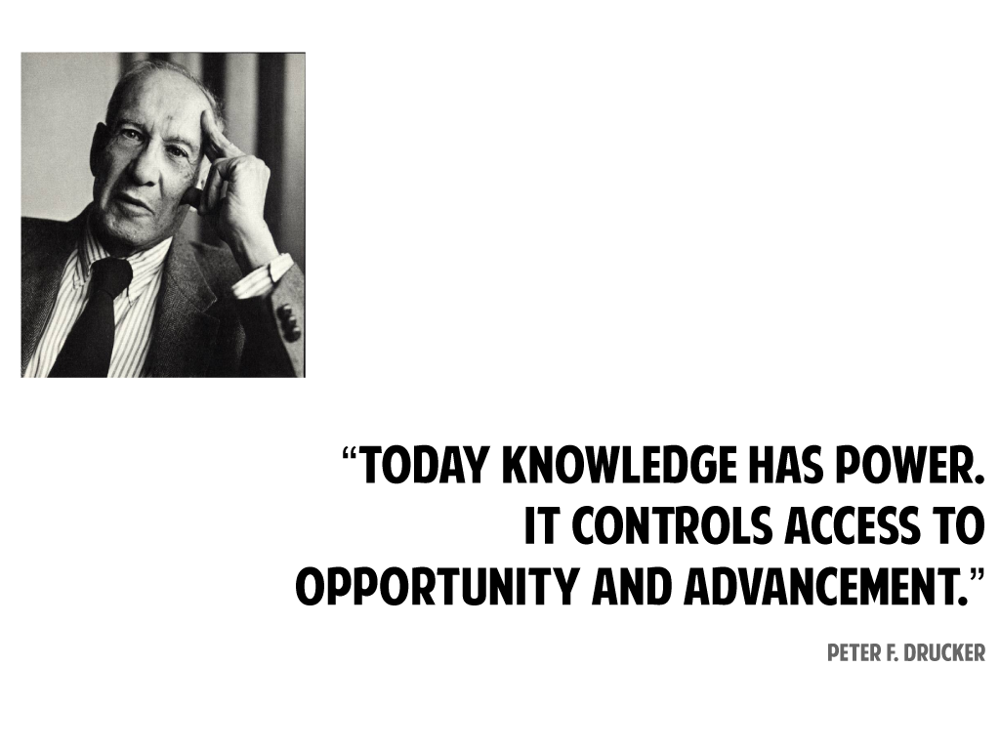 “TODAY KNOWLEDGE HAS POWER.
IT CONTROLS ACCESS TO
OPPORTUNITY AND ADVANCEMENT.”
PETER F. DRUCKER